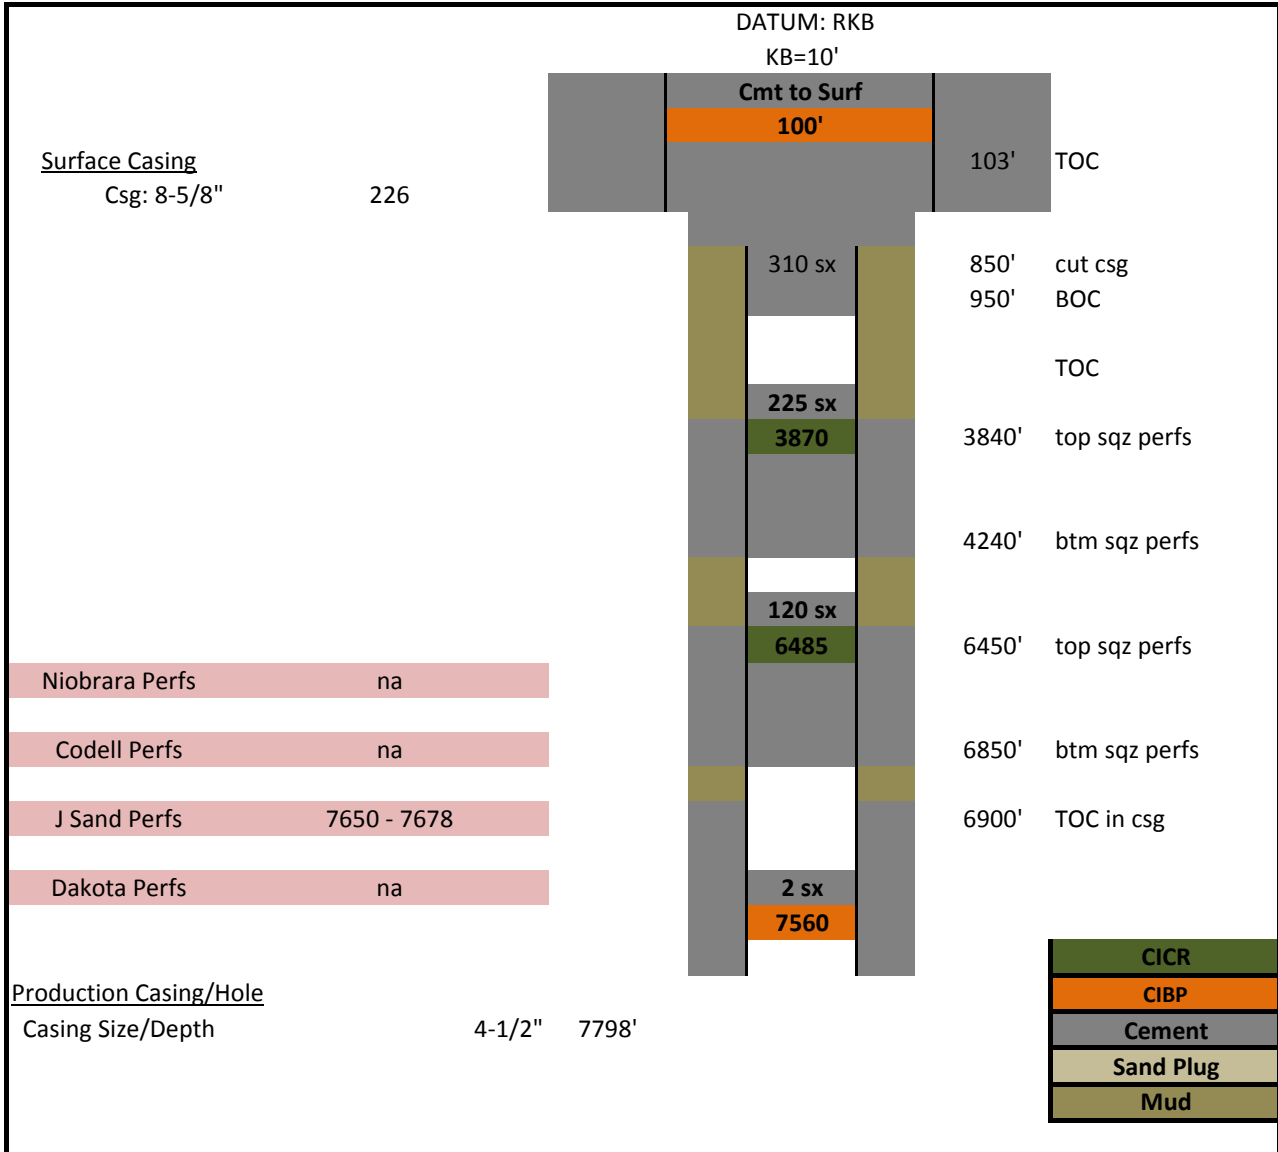 DATUM: RKB
KB=10'
Cmt to Surf
100'
Surface Casing
103' TOC
Csg: 8-5/8" 226
310 sx 850' cut csg
950' BOC
TOC
225 sx
3870 3840' top sqz perfs
4240' btm sqz perfs
120 sx
6485 6450' top sqz perfs
Niobrara Perfs na
Codell Perfs na 6850' btm sqz perfs
J Sand Perfs 7650 - 7678 6900' TOC in csg
Dakota Perfs na 2 sx
7560
CICR
Production Casing/Hole CIBP
Casing Size/Depth 4-1/2" 7798' Cement
Sand Plug
Mud